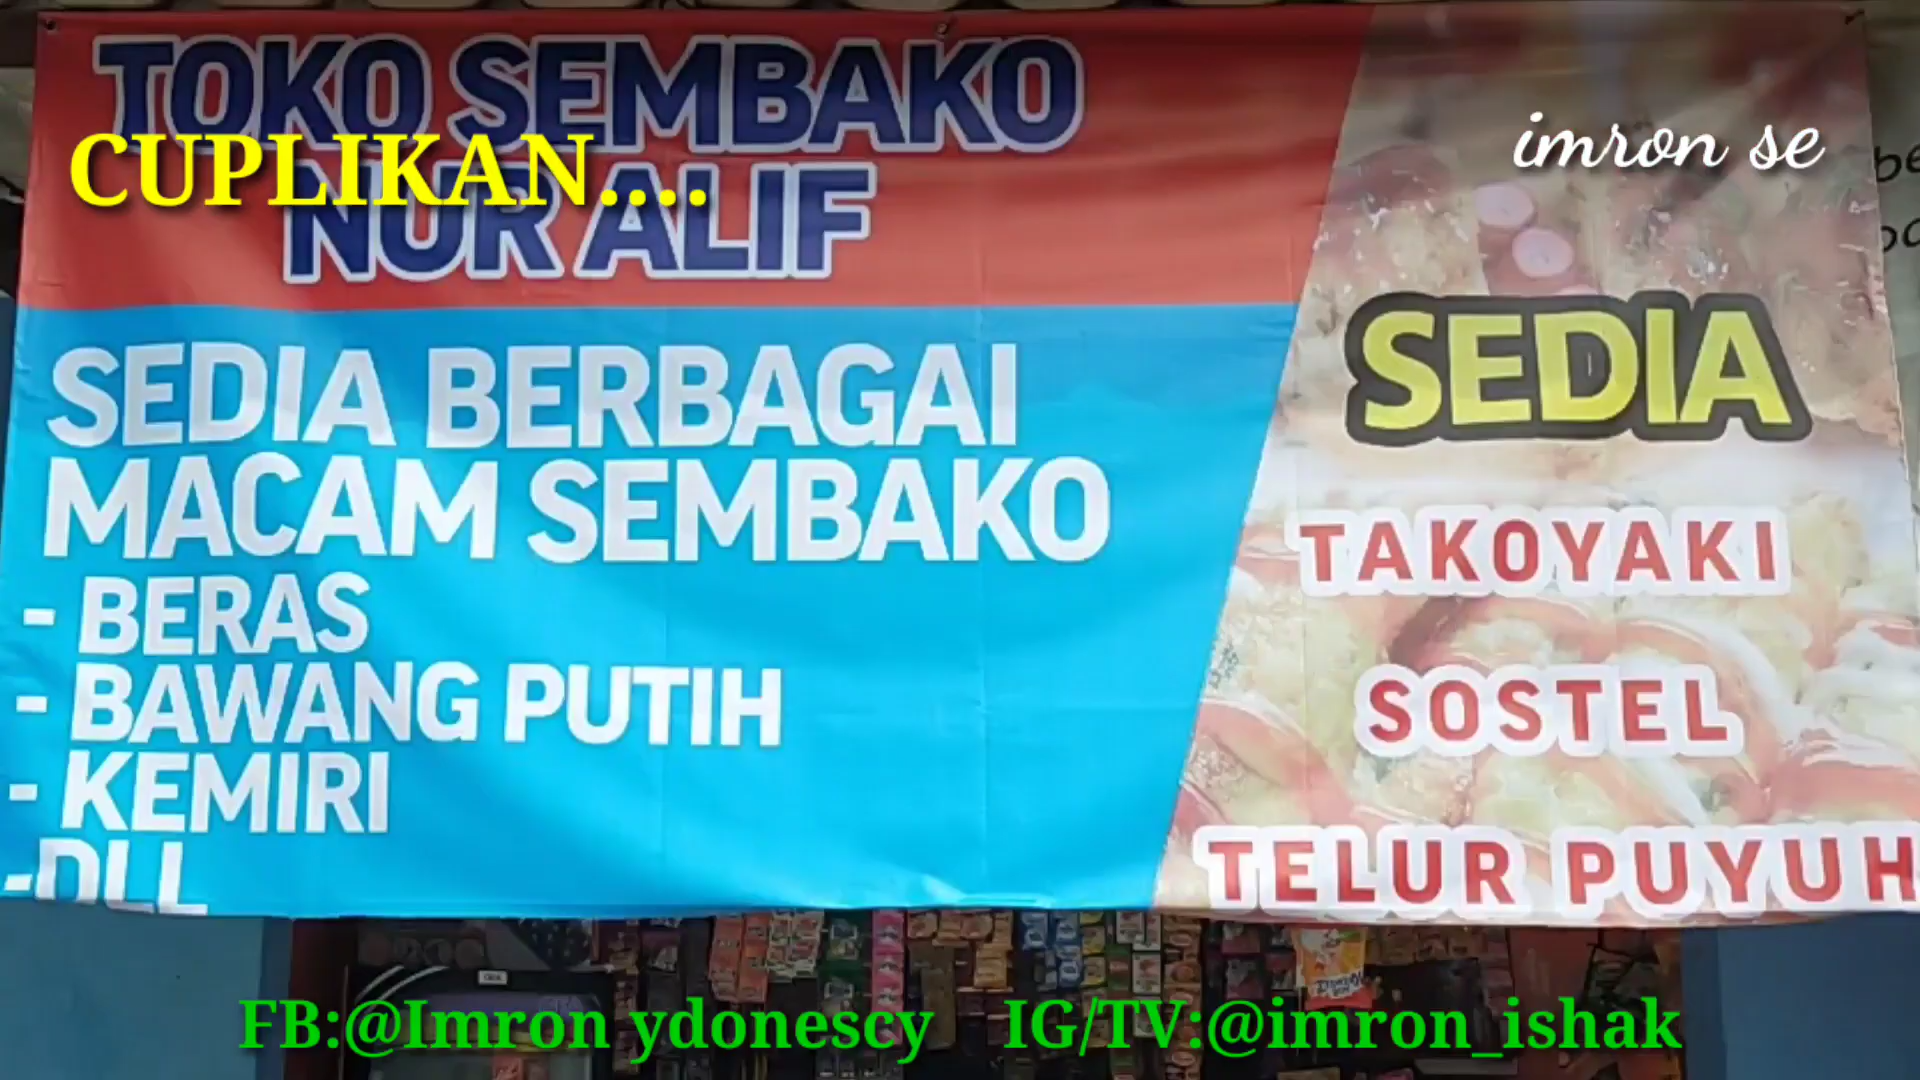 TOKO SEMBAKO
NUR ALIF
CUPLIKAN....
imron se
SEDIA BERBAGAI
MACAM SEMBAKO
- BERAS
- BAWANG PUTIH
- KEMIRI
-DLL
SEDIA
TAKOYAKI
SOSTEL
TELUR PUYUH
FB:@Imron ydonescy IG/TV:@imron_ishak